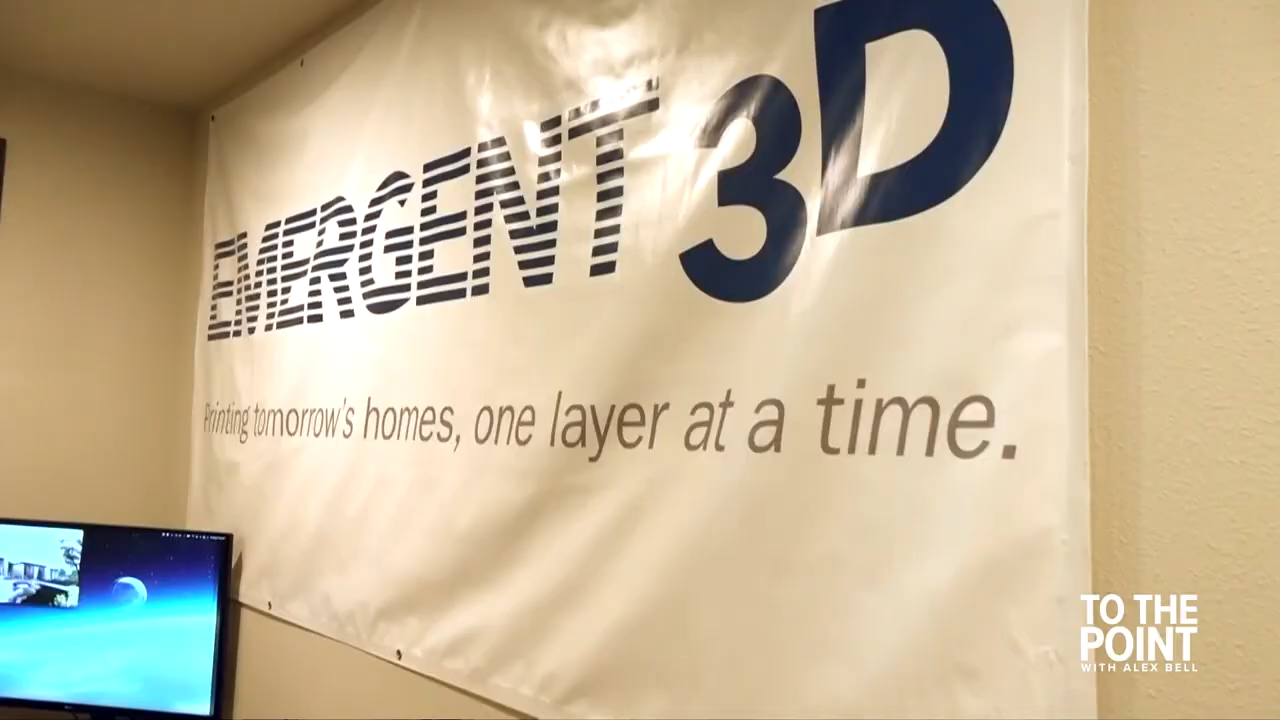 EMERGENT 3D
Printing tomorrow's homes, one layer at a time.
TO THE
POINT
WITH ALEX BELL